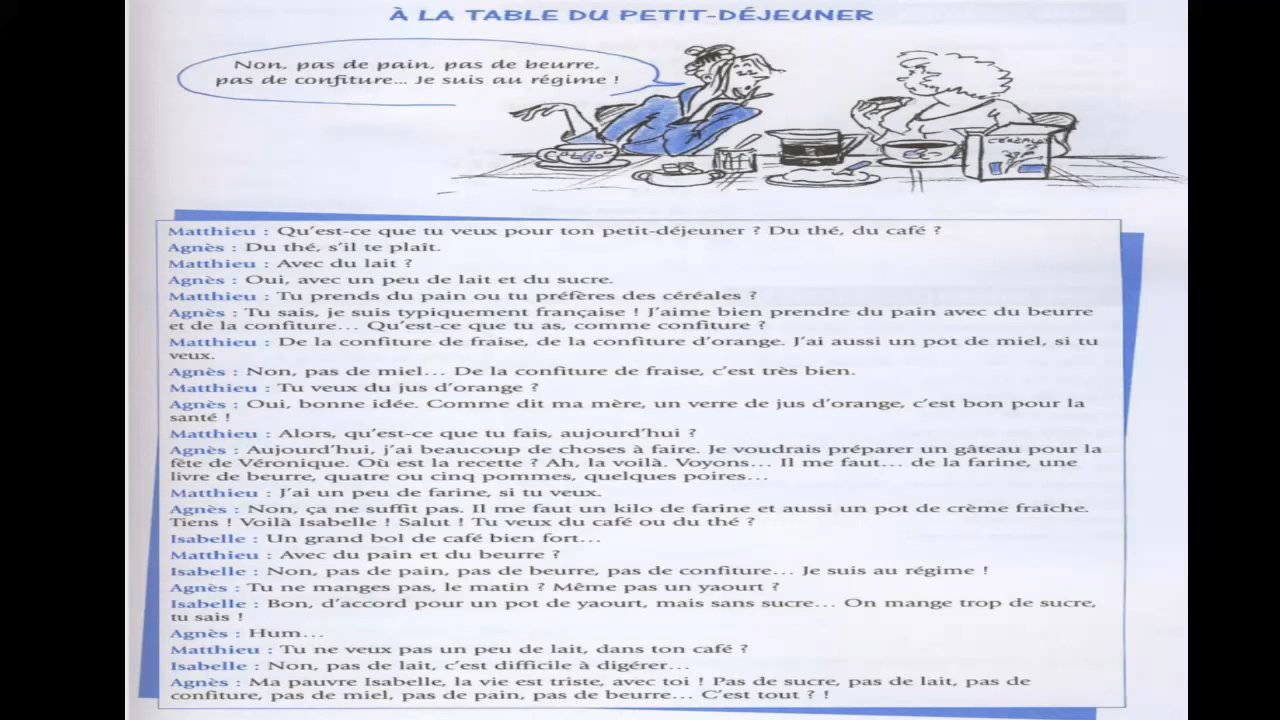 À LA TABLE DU PETIT-DÉJEUNER
Non, pas de pain, pas de beurre,
pas de confiture... Je suis au régime !
Matthieu : Qu'est-ce que tu veux pour ton petit-déjeuner ? Du thé, du café ?
Agnès : Du thé, s'il te plaît.
Matthieu : Avec du lait ?
Agnès : Oui, avec un peu de lait et du sucre.
Matthieu : Tu prends du pain ou tu préfères des céréales ?
Agnès : Tu sais, je suis typiquement française ! J'aime bien prendre du pain avec du beurre
et de la confiture... Qu'est-ce que tu as, comme confiture ?
Matthieu : De la confiture de fraise, de la confiture d'orange. J'ai aussi un pot de miel, si tu
veux.
Agnès : Non, pas de miel... De la confiture de fraise, c'est très bien.
Matthieu : Tu veux du jus d'orange ?
Agnès : Oui, bonne idée. Comme dit ma mère, un verre de jus d'orange, c'est bon pour la
santé !
Matthieu : Alors, qu'est-ce que tu fais, aujourd'hui ?
Agnès : Aujourd'hui, j'ai beaucoup de choses à faire. Je voudrais préparer un gâteau pour la
fête de Véronique. Où est la recette ? Ah, la voilà. Voyons... Il me faut... de la farine, une
livre de beurre, quatre ou cinq pommes, quelques poires...
Matthieu : J'ai un peu de farine, si tu veux.
Agnès : Non, ça ne suffit pas. Il me faut un kilo de farine et aussi un pot de crème fraîche.
Tiens ! Voilà Isabelle ! Salut ! Tu veux du café ou du thé ?
Isabelle : Un grand bol de café bien fort...
Matthieu : Avec du pain et du beurre ?
Isabelle : Non, pas de pain, pas de beurre, pas de confiture... Je suis au régime !
Agnès : Tu ne manges pas, le matin ? Même pas un yaourt ?
Isabelle : Bon, d'accord pour un pot de yaourt, mais sans sucre... On mange trop de sucre,
tu sais !
Agnès : Hum...
Matthieu : Tu ne veux pas un peu de lait, dans ton café ?
Isabelle : Non, pas de lait, c'est difficile à digérer...
Agnès : Ma pauvre Isabelle, la vie est triste, avec toi ! Pas de sucre, pas de lait, pas de
confiture, pas de miel, pas de pain, pas de beurre... C'est tout ? !